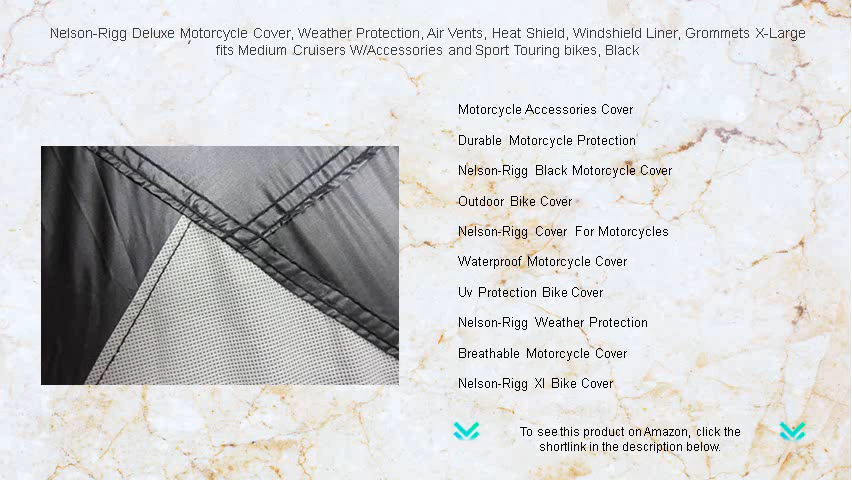 Nelson-Rigg Deluxe Motorcycle Cover, Weather Protection, Air Vents, Heat Shield, Windshield Liner, Grommets X-Large
fits Medium Cruisers W/Accessories and Sport Touring bikes, Black
Motorcycle Accessories Cover
Durable Motorcycle Protection
Nelson-Rigg Black Motorcycle Cover
Outdoor Bike Cover
Nelson-Rigg Cover For Motorcycles
Waterproof Motorcycle Cover
Uv Protection Bike Cover
Nelson-Rigg Weather Protection
Breathable Motorcycle Cover
Nelson-Rigg Xl Bike Cover
To see this product on Amazon, click the
shortlink in the description below.